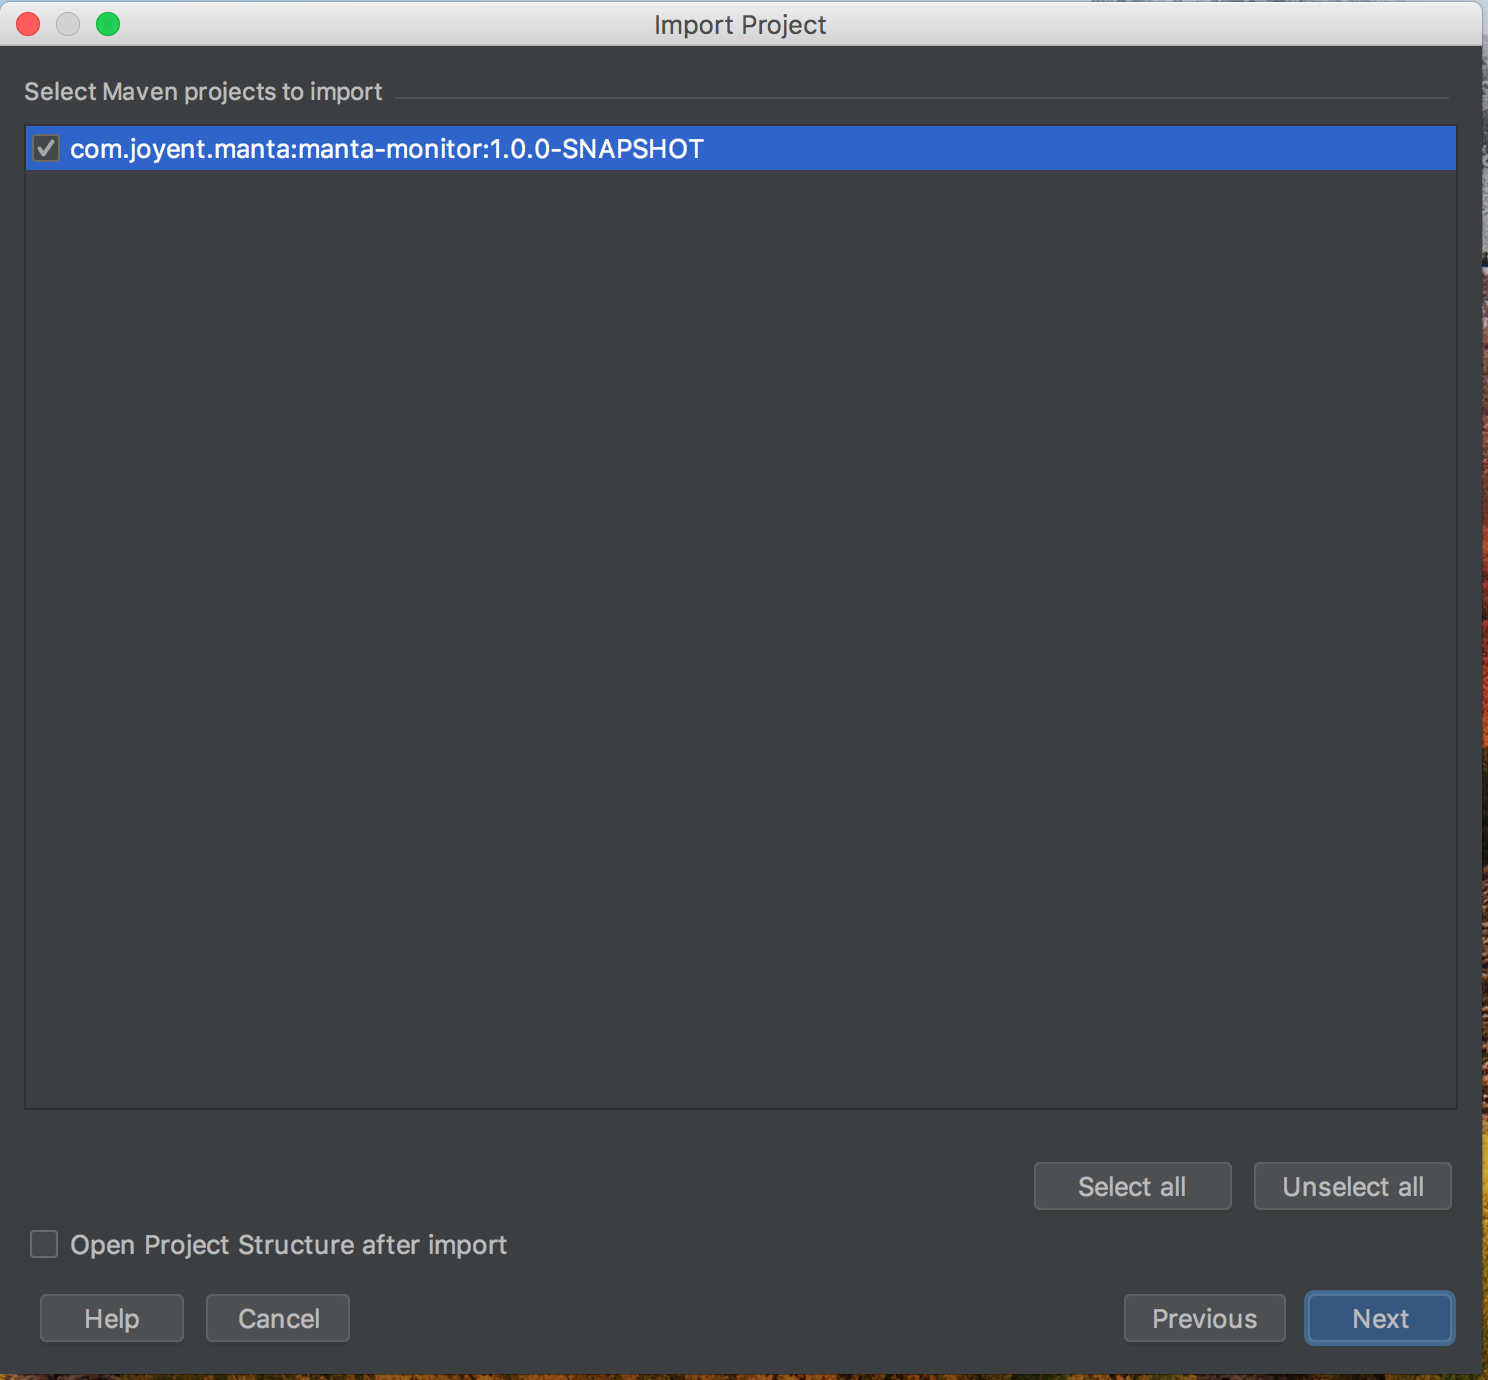 Import Project
Select Maven projects to import
com.joyent.manta:manta-monitor:1.0.0-SNAPSHOT
Select all
Unselect all
Open Project Structure after import
Help
Cancel
Previous
Next